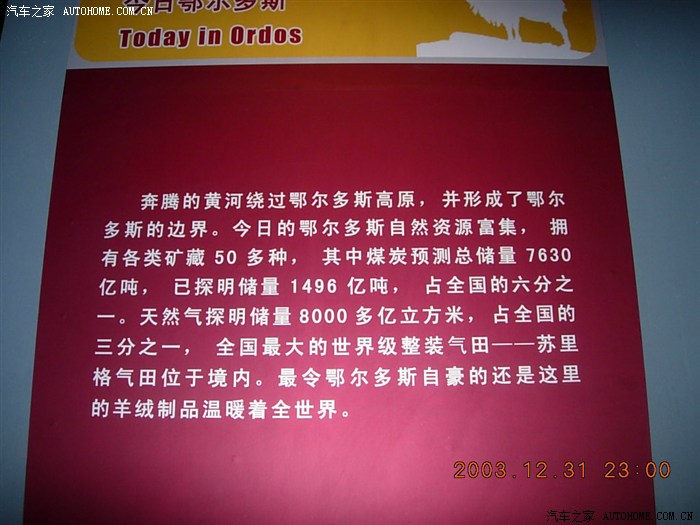 汽车之家 AUTOHOME.COM.CN
今日鄂尔多斯
Today in Ordos
奔腾的黄河绕过鄂尔多斯高原，并形成了鄂尔
多斯的边界。今日的鄂尔多斯自然资源富集， 拥
有各类矿藏 50 多种， 其中煤炭预测总储量 7630
亿吨， 已探明储量 1496 亿吨， 占全国的六分之
一。天然气探明储量 8000 多亿立方米，占全国的
三分之一， 全国最大的世界级整装气田——苏里
格气田位于境内。最令鄂尔多斯自豪的还是这里
的羊绒制品温暖着全世界。
2003.12.31 23:00
汽车之家 AUTOHOME.COM.CN